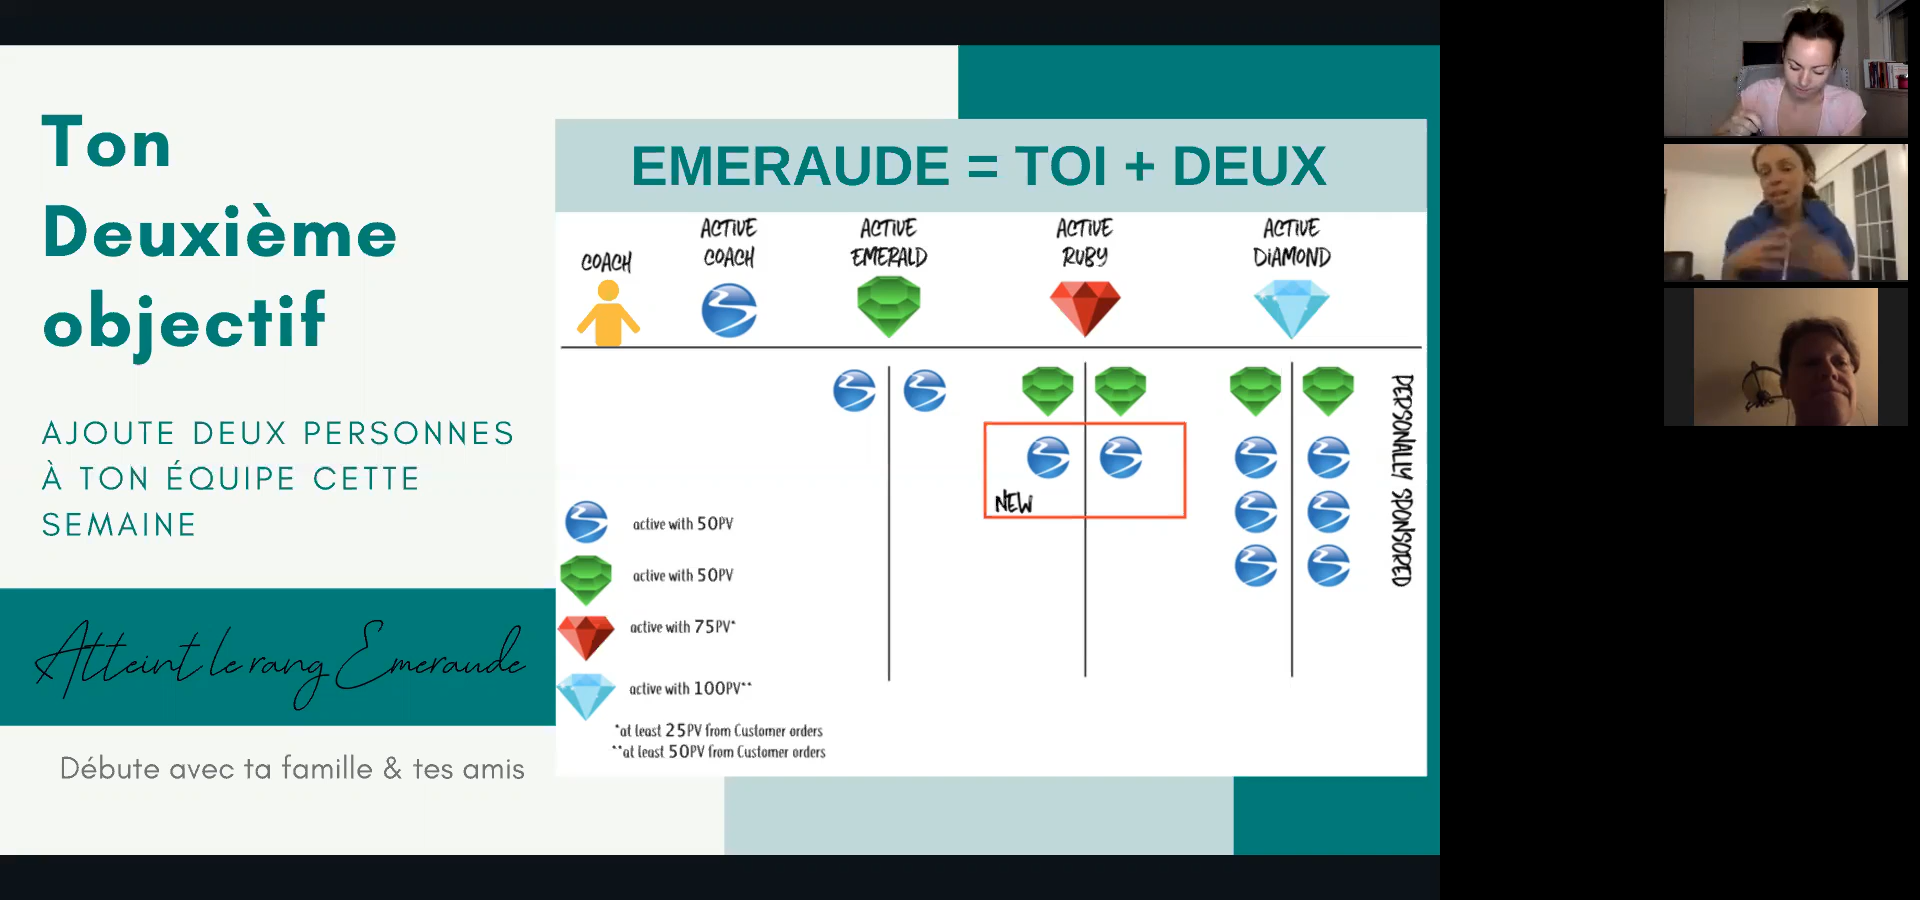 Ton
Deuxième
objectif
AJOUTE DEUX PERSONNES
À TON ÉQUIPE CETTE
SEMAINE
Atteint le rang Emeraude
Débute avec ta famille & tes amis
EMERAUDE = TOI + DEUX
COACH
ACTIVE
COACH
ACTIVE
EMERALD
ACTIVE
RUBY
ACTIVE
DIAMOND
NEW
PERSONALLY SPONSORED
active with 50PV
active with 50PV
active with 75PV*
active with 100PV**
*at least 25PV from Customer orders
**at least 50PV from Customer orders